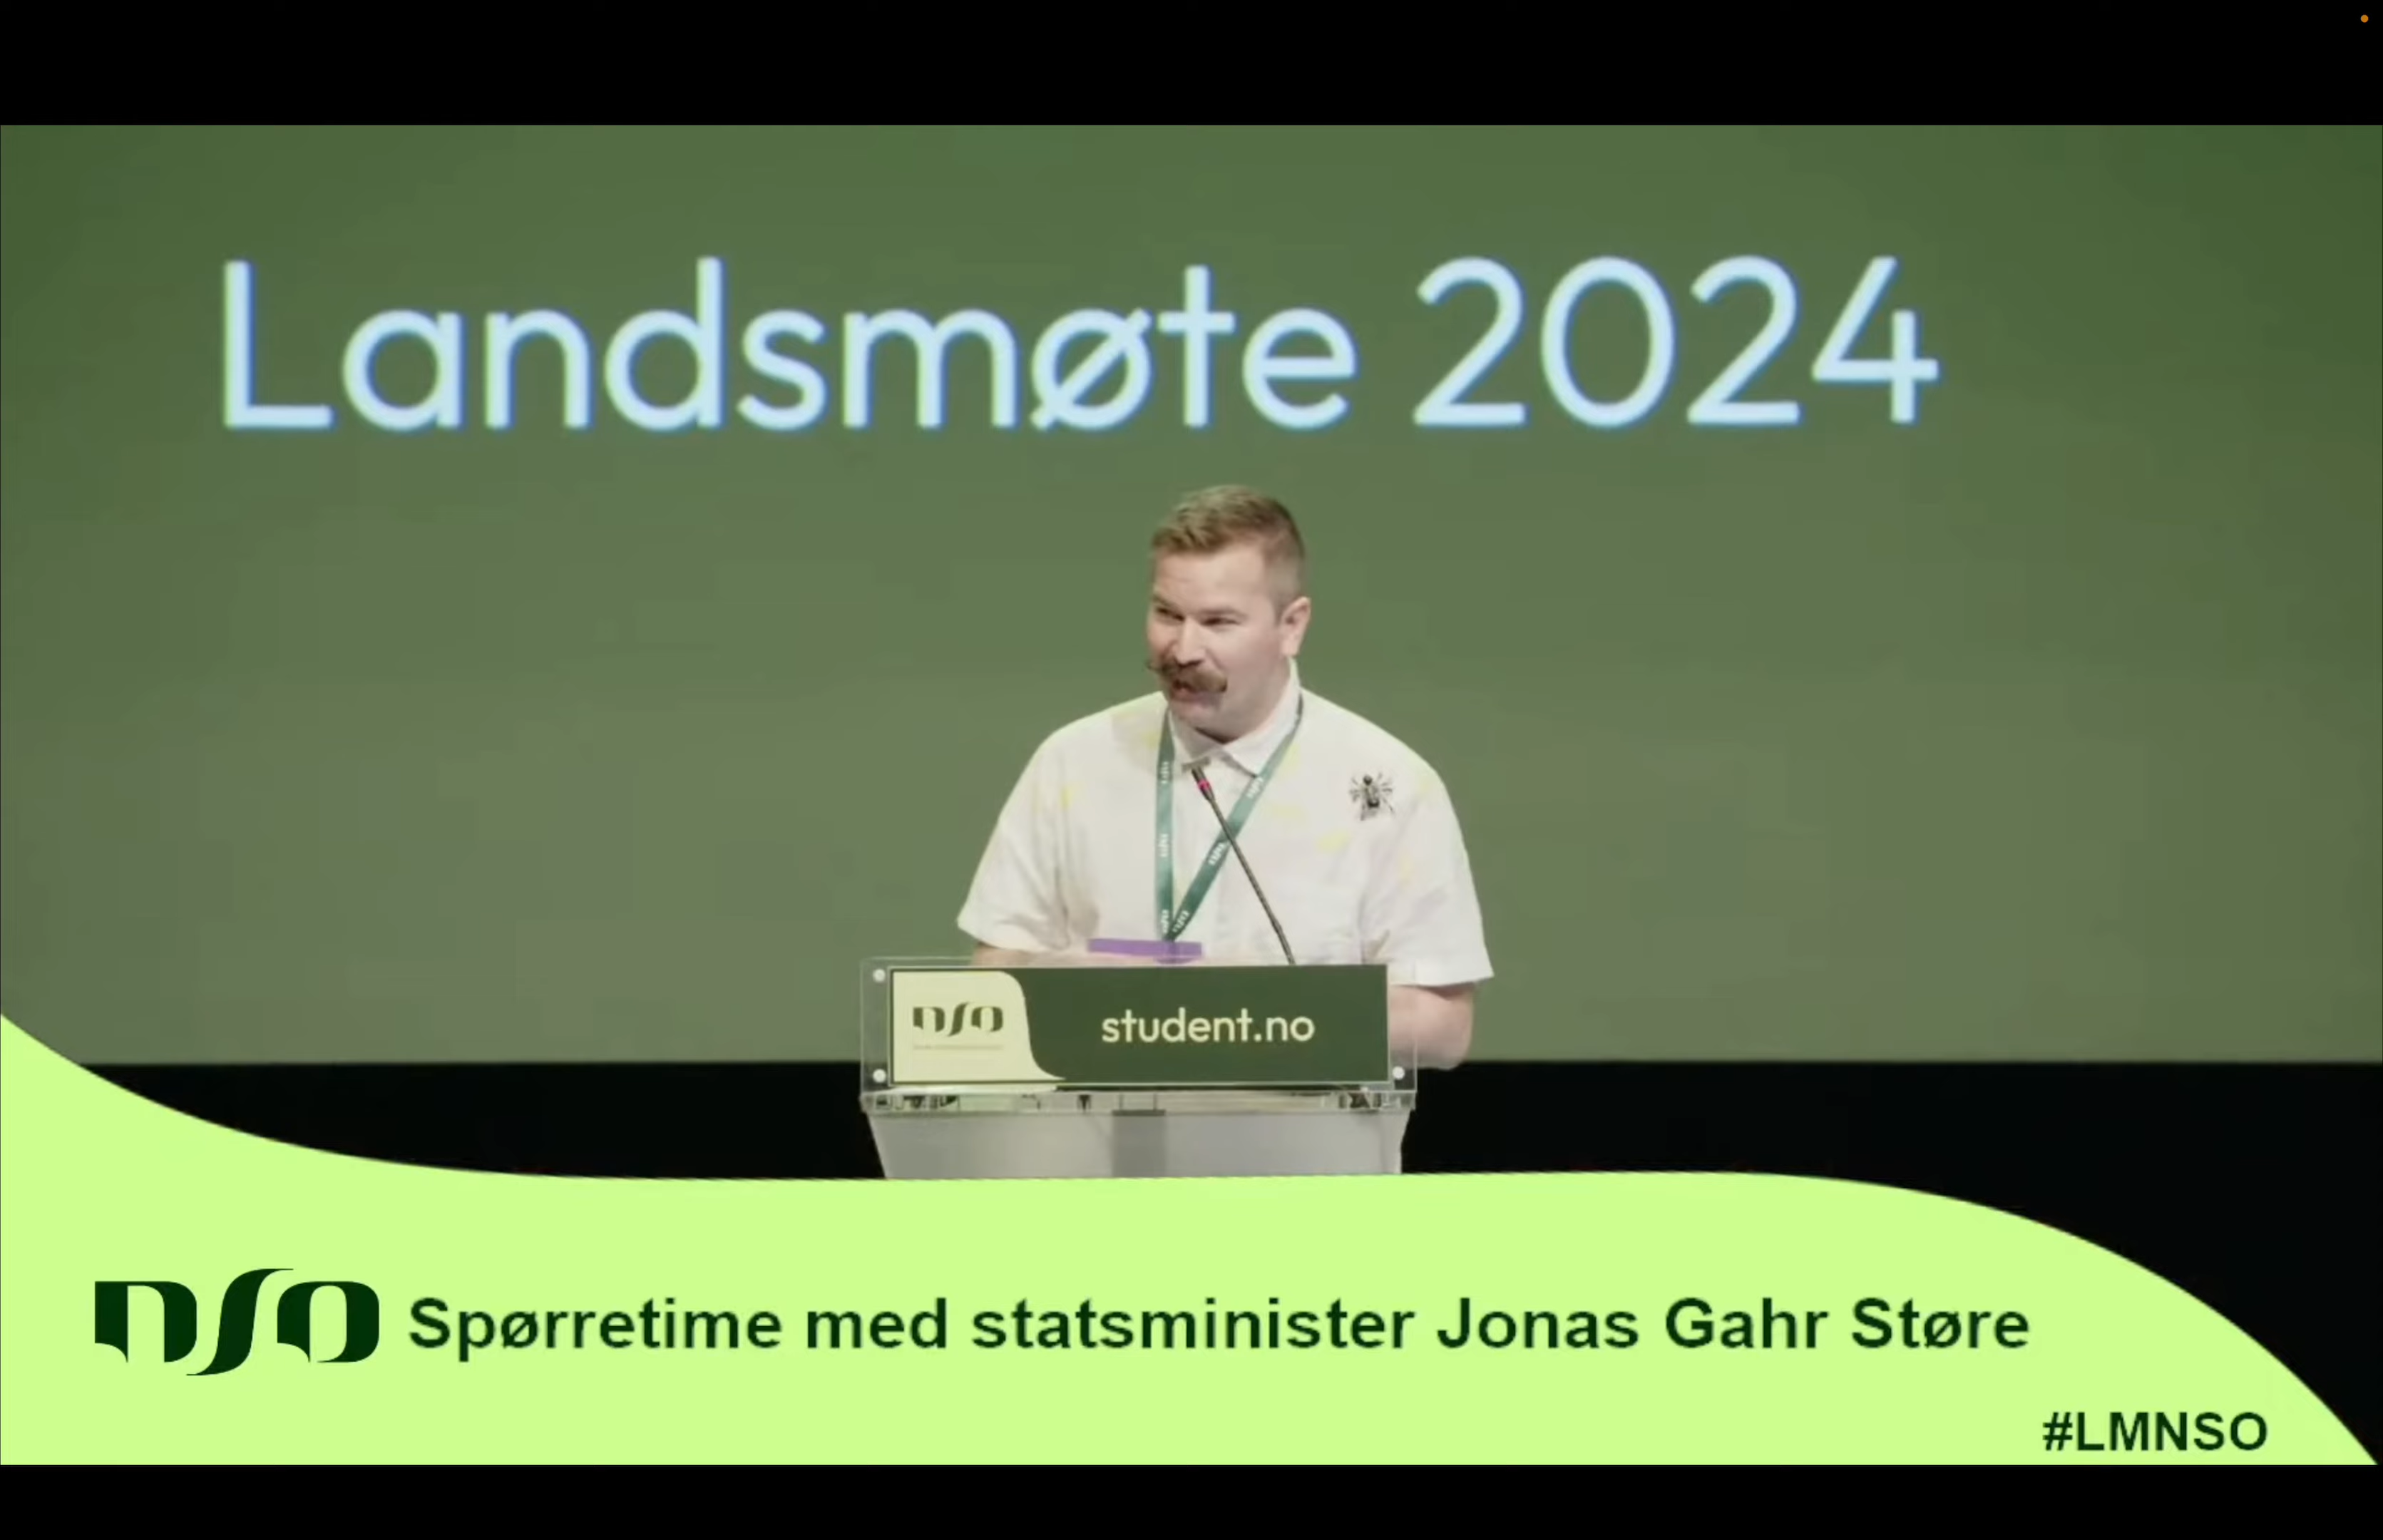 Landsmøte 2024
nso
student.no
nso Spørretime med statsminister Jonas Gahr Støre
#LMNSO